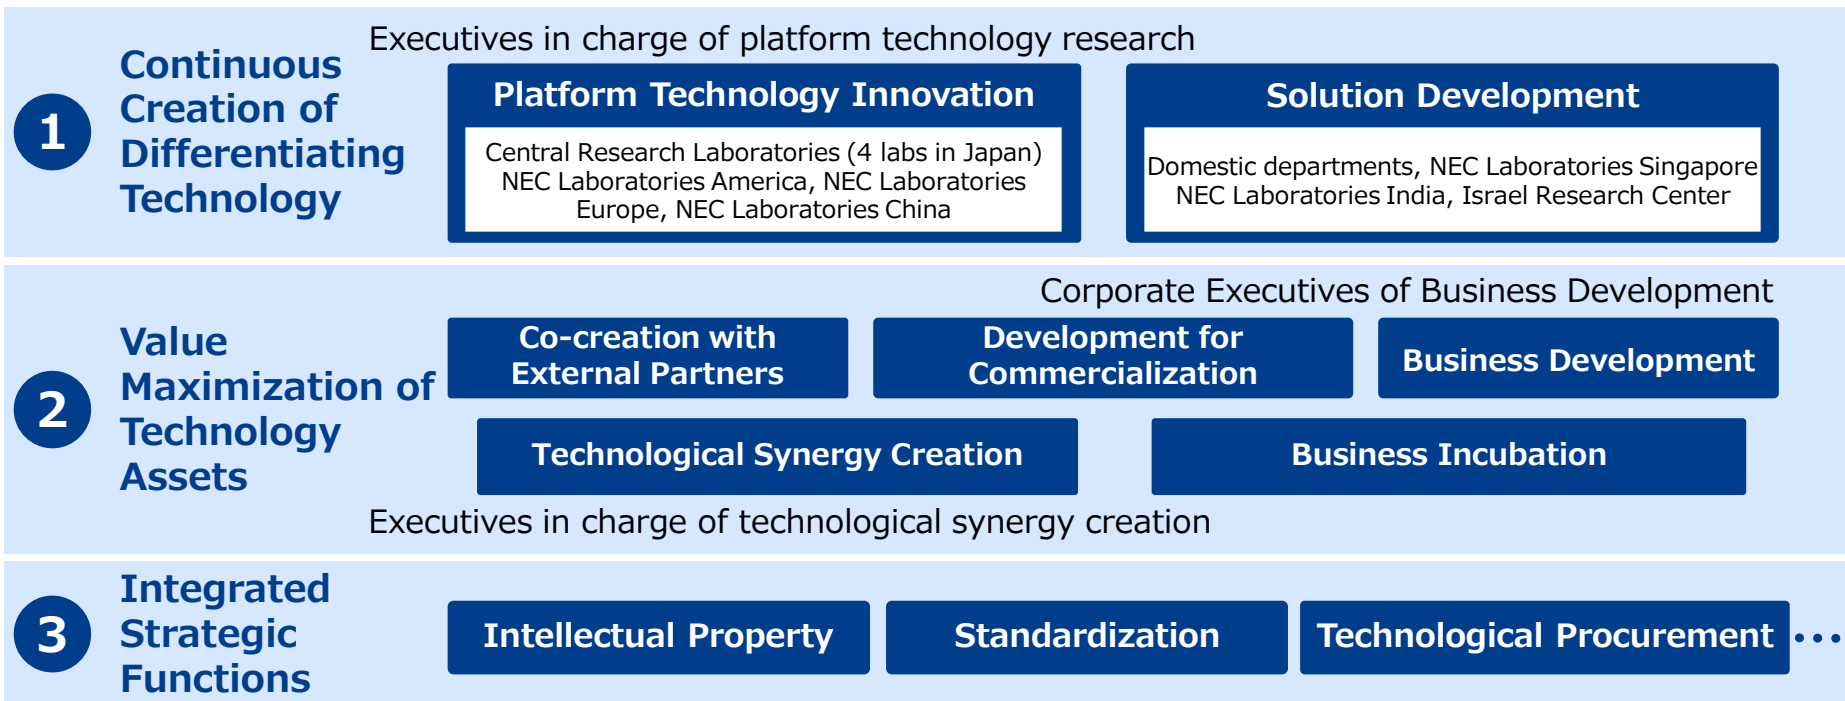 1
Continuous
Creation of
Differentiating
Technology
Executives in charge of platform technology research
Platform Technology Innovation
Central Research Laboratories (4 labs in Japan)
NEC Laboratories America, NEC Laboratories
Europe, NEC Laboratories China
Solution Development
Domestic departments, NEC Laboratories Singapore
NEC Laboratories India, Israel Research Center
2
Value
Maximization of
Technology
Assets
Corporate Executives of Business Development
Co-creation with
External Partners
Development for
Commercialization
Business Development
Technological Synergy Creation
Business Incubation
Executives in charge of technological synergy creation
3
Integrated
Strategic
Functions
Intellectual Property
Standardization
Technological Procurement
...